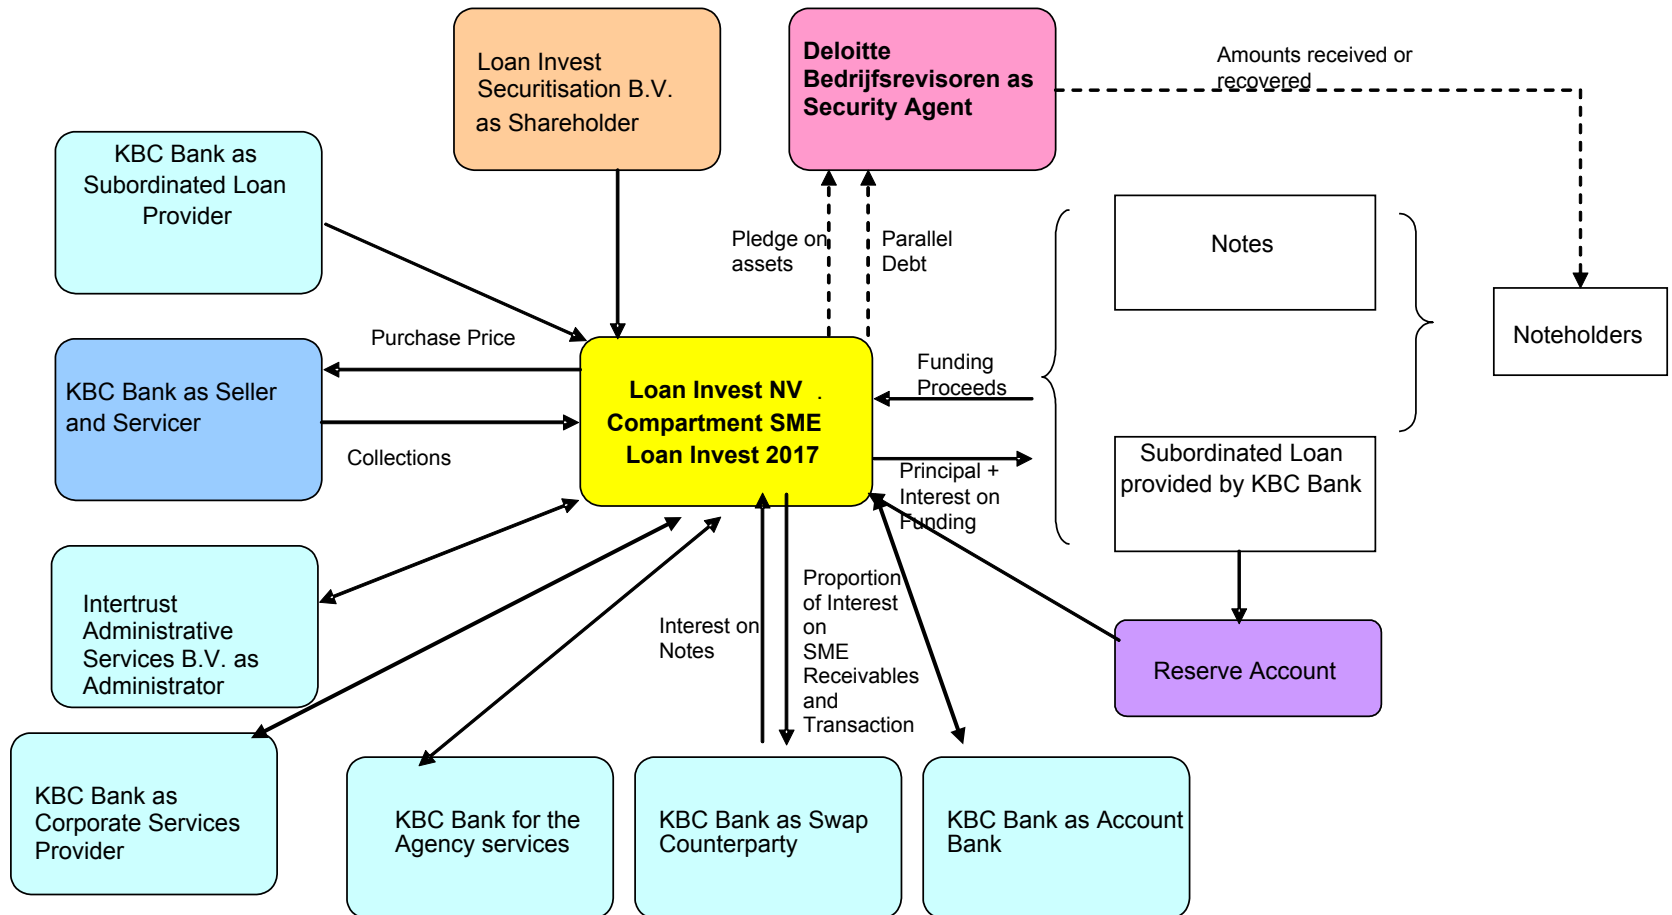 Loan Invest
Securitisation B.V.
as Shareholder
Deloitte
Bedrijfsrevisoren as
Security Agent
Amounts received or
recovered
KBC Bank as
Subordinated Loan
Provider
Pledge on
assets
Parallel
Debt
Notes
Noteholders
Purchase Price
KBC Bank as Seller
and Servicer
Collections
Loan Invest NV .
Compartment SME
Loan Invest 2017
Funding
Proceeds
Principal +
Interest on
Funding
Subordinated Loan
provided by KBC Bank
Intertrust
Administrative
Services B.V. as
Administrator
Interest on
Notes
Proportion
of Interest
on
SME
Receivables
and
Transaction
Reserve Account
KBC Bank as
Corporate Services
Provider
KBC Bank for the
Agency services
KBC Bank as Swap
Counterparty
KBC Bank as Account
Bank